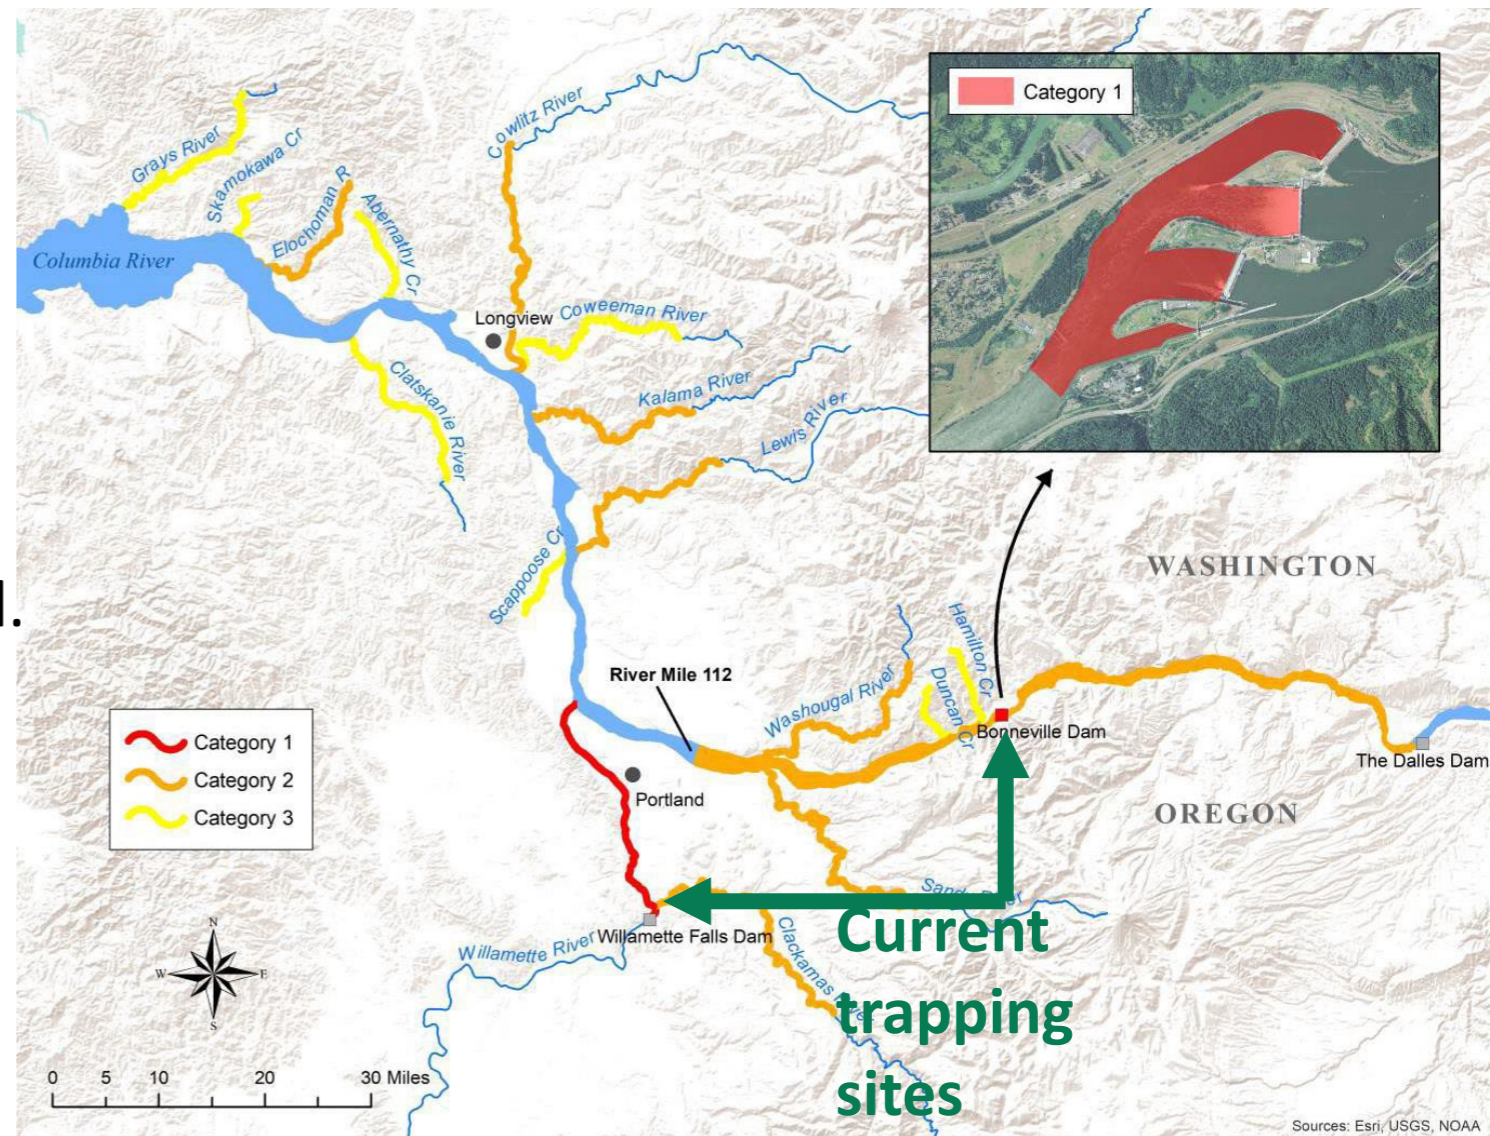 Category 1
Cowlitz River
Grays River
Skamokawa Cr
Elochoman R
Abernathy Cr
Columbia River
Longview
Coweeman River
Kalama River
Lewis River
Clatskanie River
Scappoose Cr
WASHINGTON
l.
River Mile 112
Washougal River
Hamilton Cr
Duncan Cr
Bonneville Dam
The Dalles Dam
Category 1
Category 2
Category 3
Portland
OREGON
Sandy River
Willamette River
Willamette Falls Dam
Clackamas River
Current
trapping
sites
N
W
E
S
0 5 10 20 30 Miles
Sources: Esri, USGS, NOAA